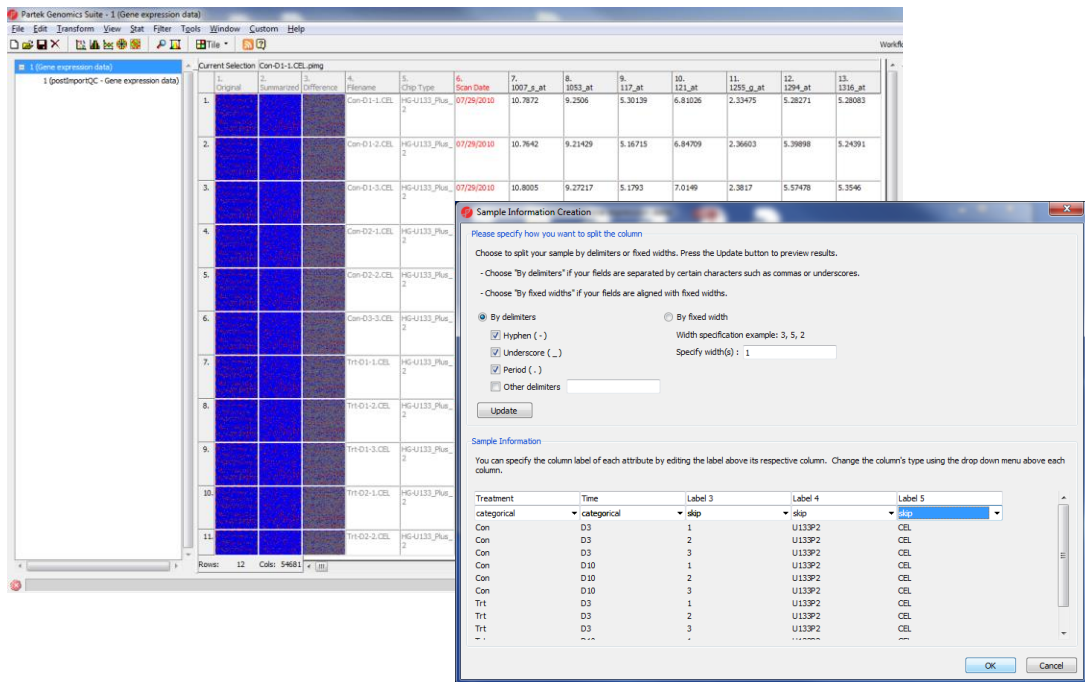 Partek Genomics Suite - 1 (Gene expression data)
File Edit Transform View Stat Filter Tools Window Custom Help
Tile
Workflo
1 (Gene expression data)
1 (postImportQC - Gene expression data)
Current Selection Con-D1-1.CEL.pimg
1. Original 2. Summarized 3. Difference 4. Filename 5. Chip Type 6. Scan Date 7. 1007_s_at 8. 1053_at 9. 117_at 10. 121_at 11. 1255_g_at 12. 1294_at 13. 1316_at
1. Con-D1-1.CEL HG-U133_Plus_2 07/29/2010 10.7872 9.2506 5.30139 6.81026 2.33475 5.28271 5.28083
2. Con-D1-2.CEL HG-U133_Plus_2 07/29/2010 10.7642 9.21429 5.16715 6.84709 2.36603 5.39898 5.24391
3. Con-D1-3.CEL HG-U133_Plus_2 07/29/2010 10.8005 9.27217 5.1793 7.0149 2.3817 5.57478 5.3546
4. Con-D2-1.CEL HG-U133_Plus_
5. Con-D2-2.CEL HG-U133_Plus_2
6. Con-D3-3.CEL HG-U133_Plus_2
7. Trt-D1-1.CEL HG-U133_Plus_2
8. Trt-D1-2.CEL HG-U133_Plus_2
9. Trt-D1-3.CEL HG-U133_Plus_2
10. Trt-D2-1.CEL HG-U133_Plus_2
11. Trt-D2-2.CEL HG-U133_Plus_2
Rows: 12 Cols: 54681
Sample Information Creation
Please specify how you want to split the column
Choose to split your sample by delimiters or fixed widths. Press the Update button to preview results.
- Choose "By delimiters" if your fields are separated by certain characters such as commas or underscores.
- Choose "By fixed widths" if your fields are aligned with fixed widths.
By delimiters By fixed width
Hyphen ( - ) Width specification example: 3, 5, 2
Underscore ( _ ) Specify width(s) : 1
Period ( . )
Other delimiters
Update
Sample Information
You can specify the column label of each attribute by editing the label above its respective column. Change the column's type using the drop down menu above each
column.
Treatment Time Label 3 Label 4 Label 5
categorical categorical skip skip skip
Con D3 1 U133P2 CEL
Con D3 2 U133P2 CEL
Con D3 3 U133P2 CEL
Con D10 1 U133P2 CEL
Con D10 2 U133P2 CEL
Con D10 3 U133P2 CEL
Trt D3 1 U133P2 CEL
Trt D3 2 U133P2 CEL
Trt D3 3 U133P2 CEL
OK Cancel